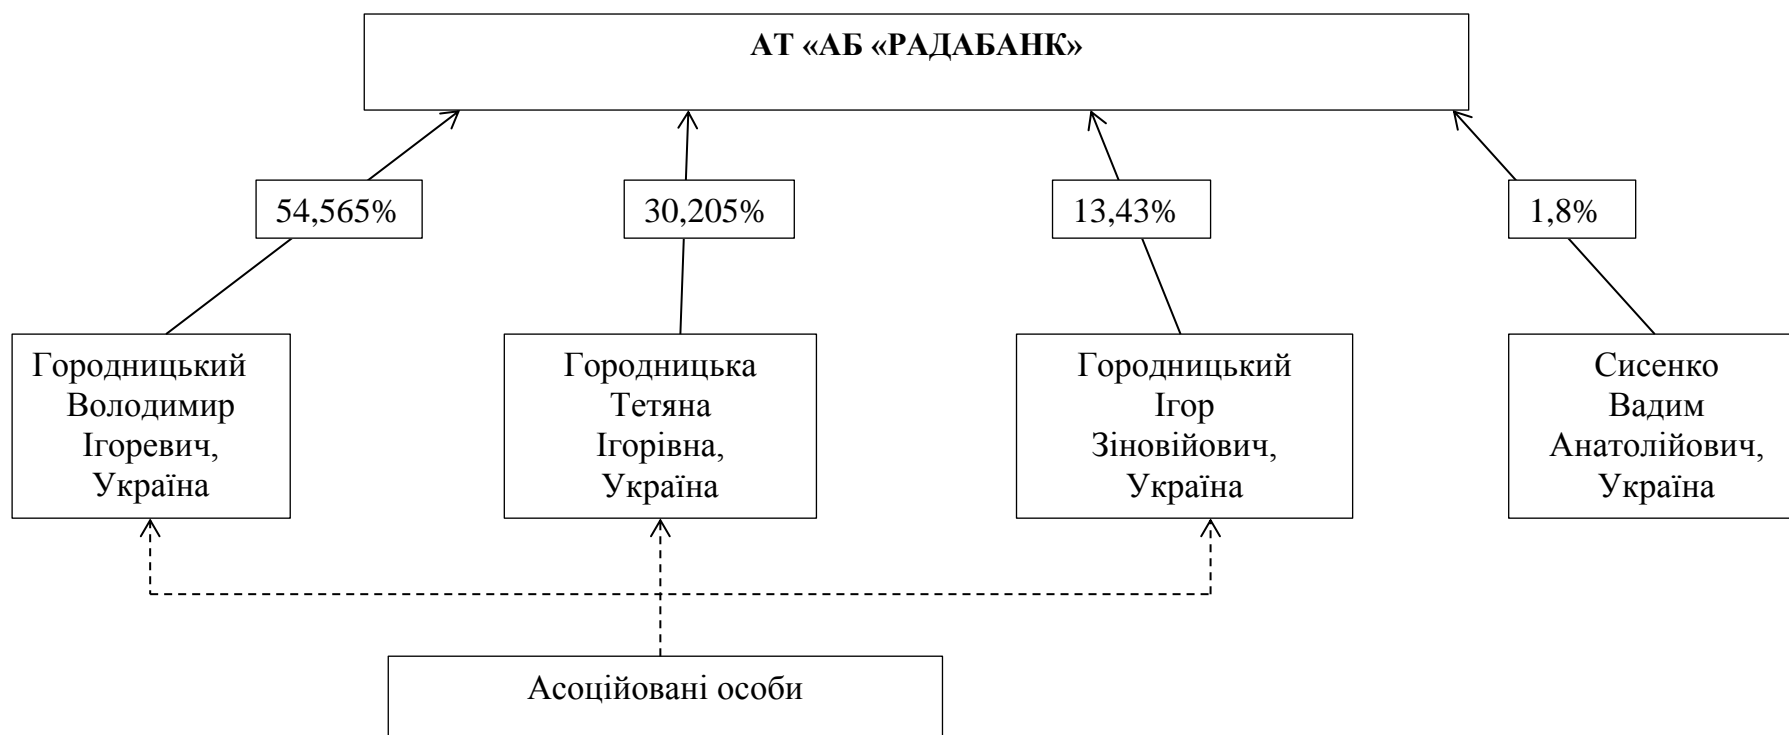 АТ «АБ «РАДАБАНК»
54,565%
30,205%
13,43%
1,8%
Городницький
Володимир
Ігоревич,
Україна
Городницька
Тетяна
Ігорівна,
Україна
Городницький
Ігор
Зіновійович,
Україна
Сисенко
Вадим
Анатолійович,
Україна
Асоційовані особи